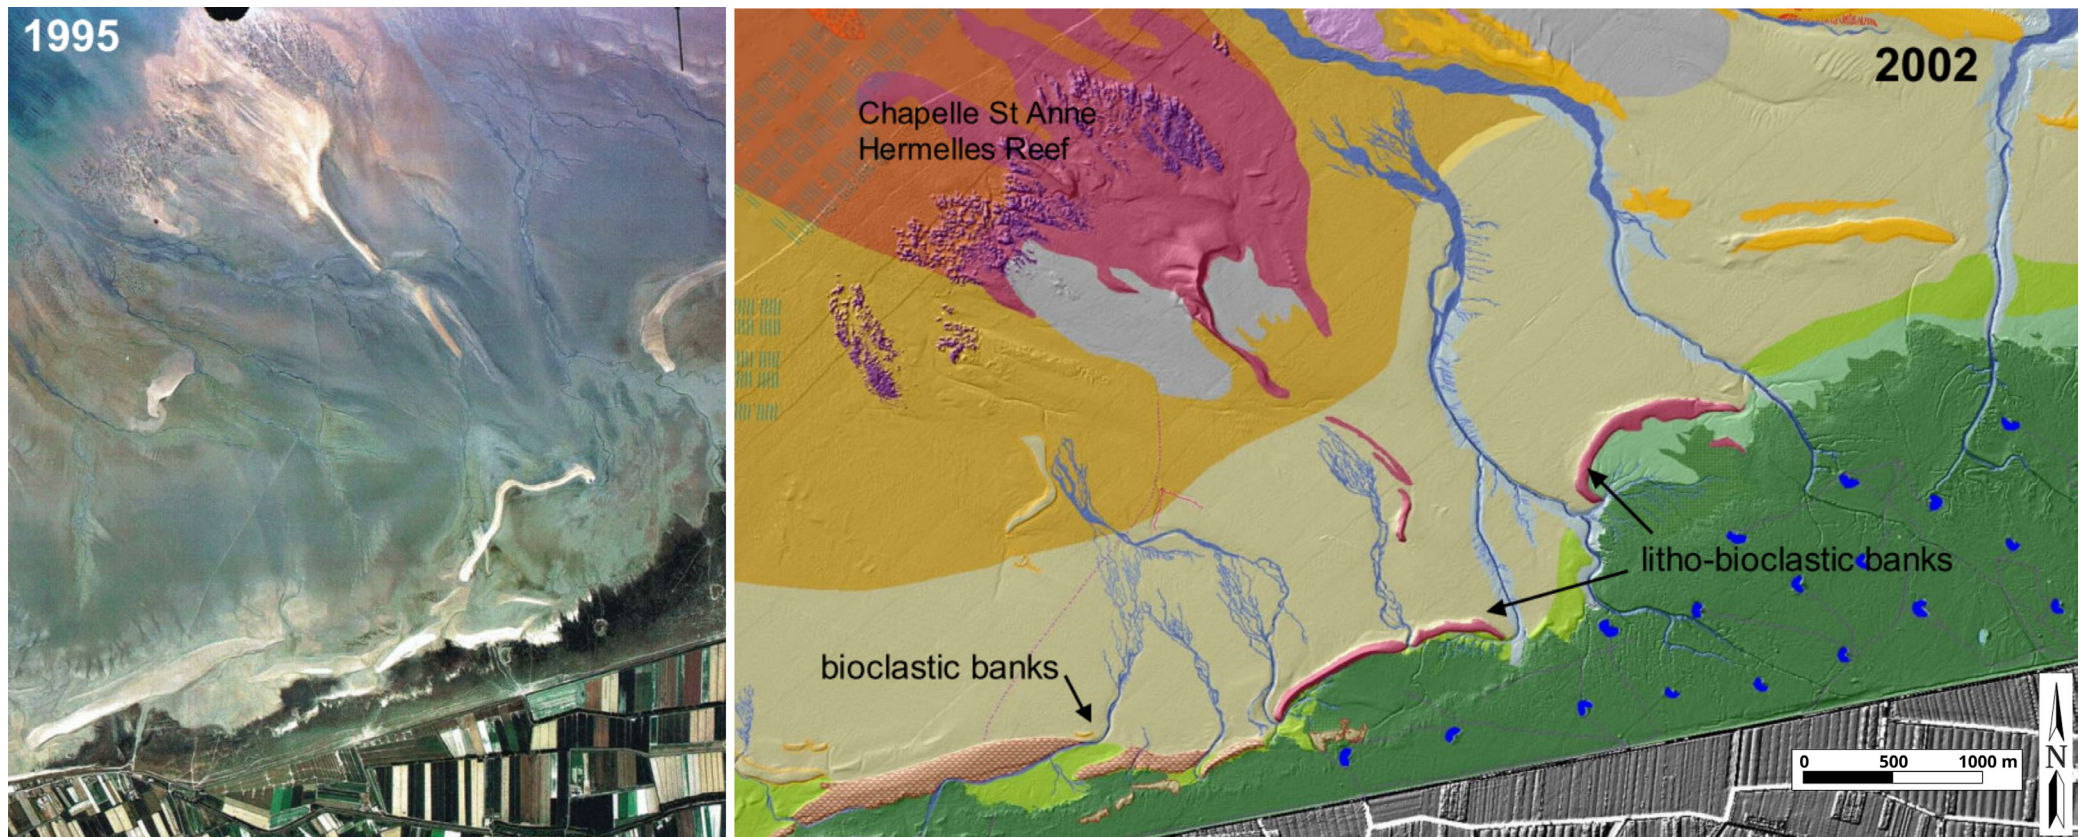 1995
2002
Chapelle St Anne
Hermelles Reef
litho-bioclastic banks
bioclastic banks
0 500 1000 m
N